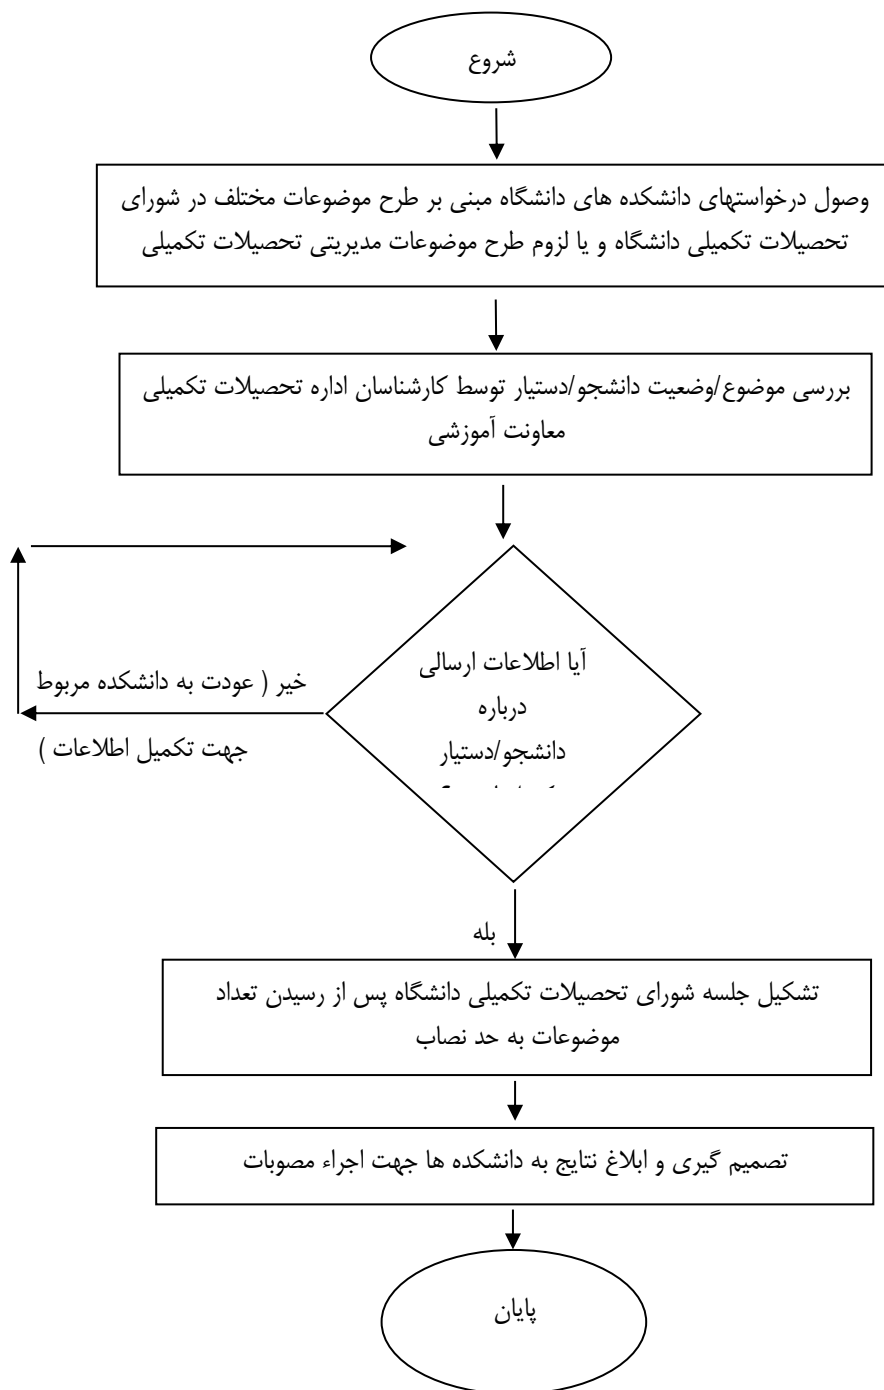 شروع
وصول درخواستهای دانشکده های دانشگاه مبنی بر طرح موضوعات مختلف در شورای
تحصیلات تکمیلی دانشگاه و یا لزوم طرح موضوعات مدیریتی تحصیلات تکمیلی
بررسی موضوع/وضعیت دانشجو/دستیار توسط کارشناسان اداره تحصیلات تکمیلی
معاونت آموزشی
آیا اطلاعات ارسالی
درباره
دانشجو/دستیار
خیر ( عودت به دانشکده مربوط
جهت تکمیل اطلاعات )
بله
تشکیل جلسه شورای تحصیلات تکمیلی دانشگاه پس از رسیدن تعداد
موضوعات به حد نصاب
تصمیم گیری و ابلاغ نتایج به دانشکده ها جهت اجراء مصوبات
پایان